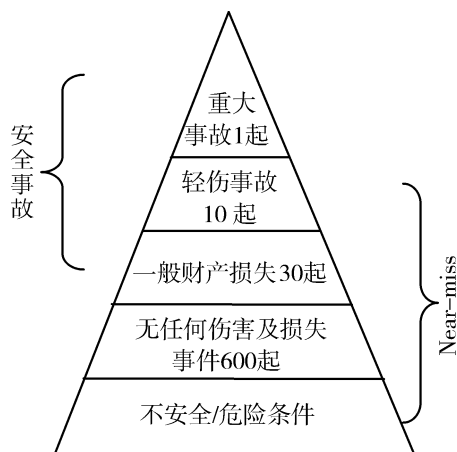 重大
事故1起
轻伤事故
10 起
一般财产损失30起
无任何伤害及损失
事件600起
不安全/危险条件
安全事故
Near-miss